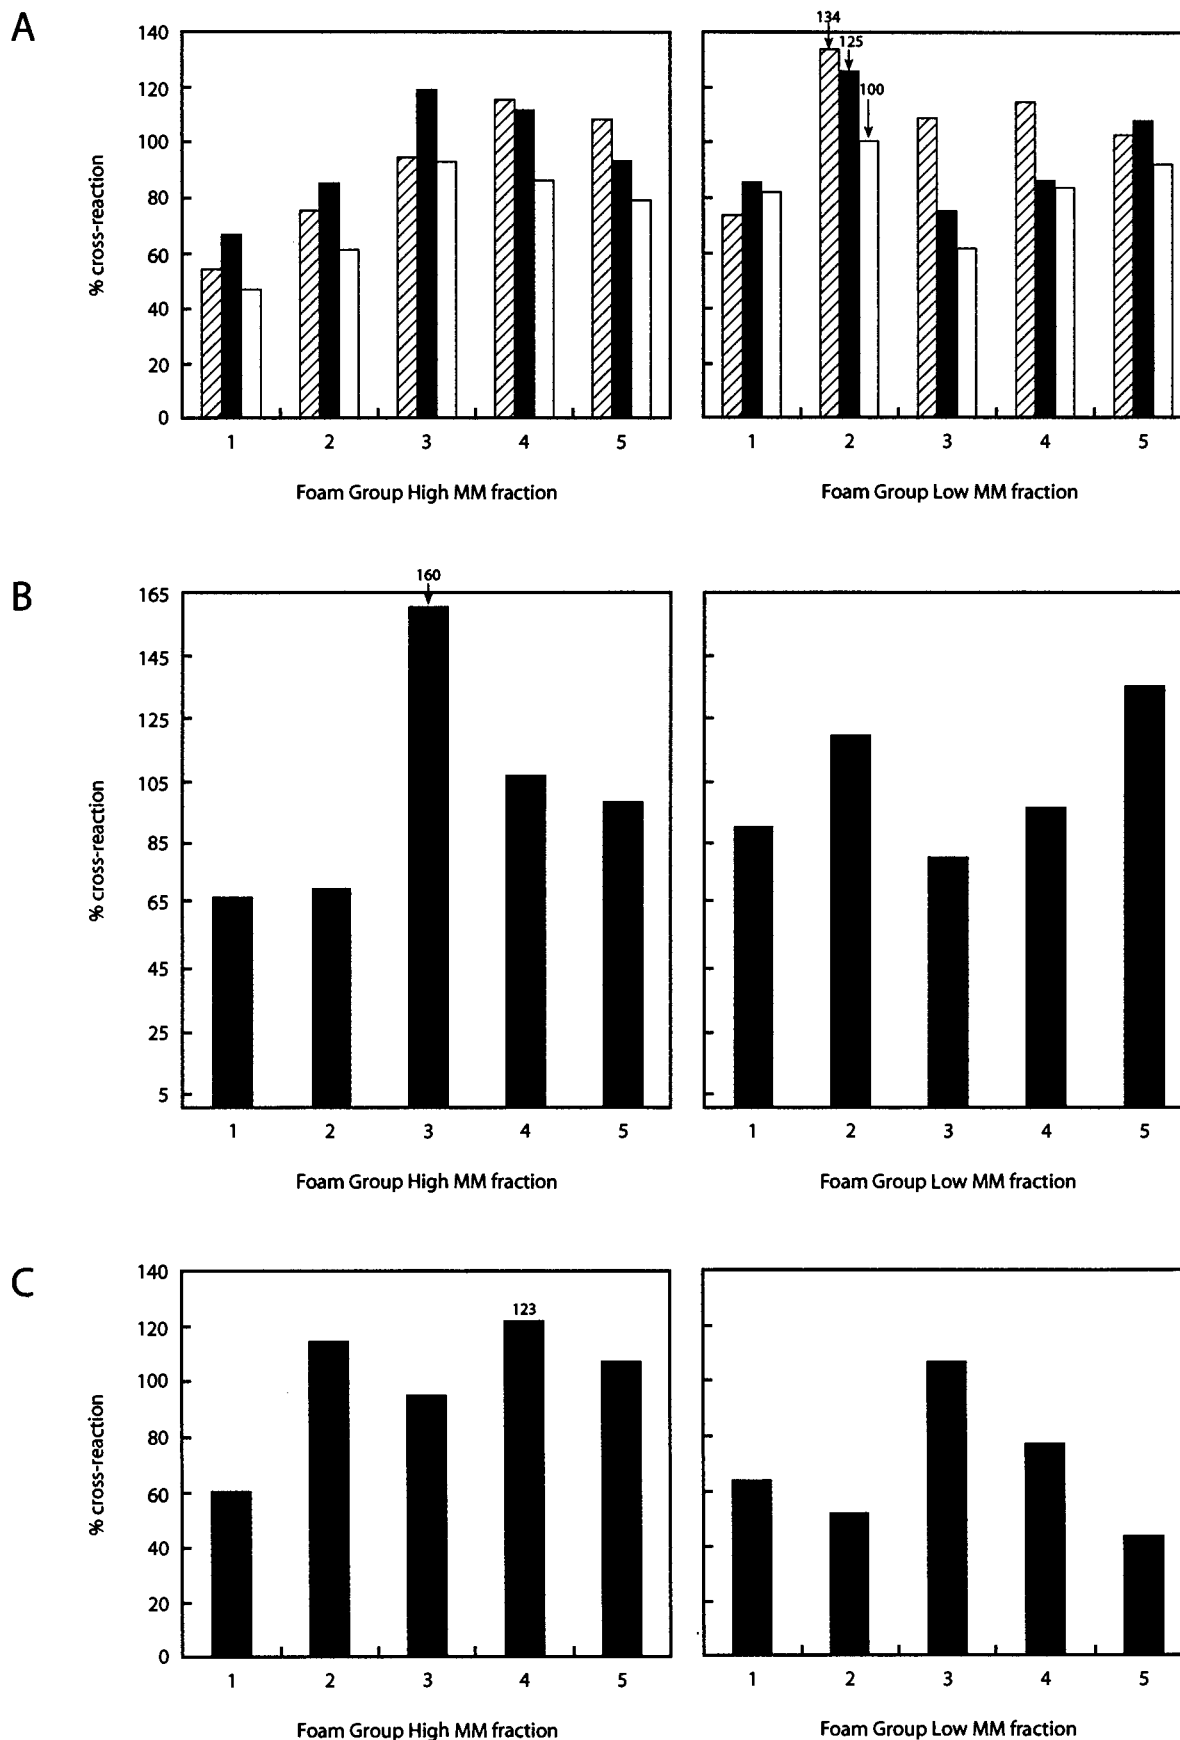 A
140
120
100
80
60
40
20
0
% cross-reaction
1 2 3 4 5
Foam Group High MM fraction
134
125
100
1 2 3 4 5
Foam Group Low MM fraction
B
165
145
125
105
85
65
45
25
5
% cross-reaction
160
1 2 3 4 5
Foam Group High MM fraction
1 2 3 4 5
Foam Group Low MM fraction
C
140
120
100
80
60
40
20
0
% cross-reaction
123
1 2 3 4 5
Foam Group High MM fraction
1 2 3 4 5
Foam Group Low MM fraction